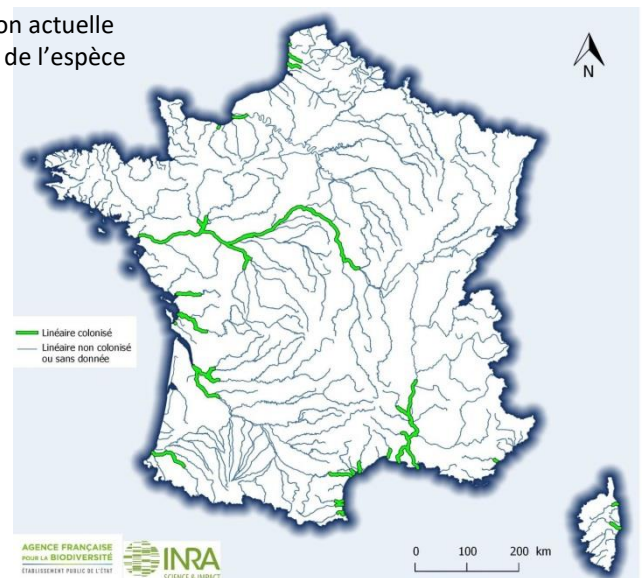 on actuelle
de l’espèce
N
Linéaire colonisé
Linéaire non colonisé
ou sans donnée
AGENCE FRANÇAISE
POUR LA BIODIVERSITÉ
ÉTABLISSEMENT PUBLIC DE L'ÉTAT
INRA
SCIENCE & IMPACT
0 100 200 km